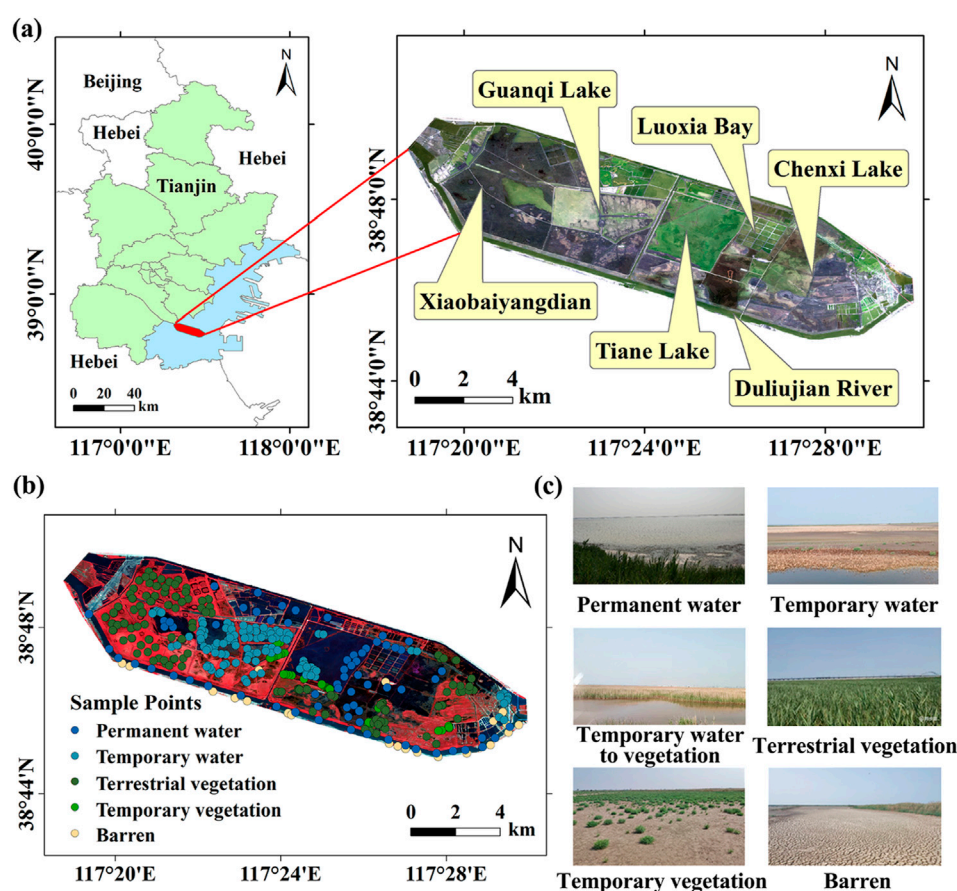 (a)
N
Beijing
Hebei
Hebei
Tianjin
Hebei
40°0'0"N
39°0'0"N
0 20 40
km
117°0'0"E
118°0'0"E
N
Guanqi Lake
Luoxia Bay
Chenxi Lake
Xiaobaiyangdian
Tiane Lake
Duliujian River
38°48'0"N
38°44'0"N
0 2 4
km
117°20'0"E
117°24'0"E
117°28'0"E
(b)
N
38°48'N
38°44'N
Sample Points
Permanent water
Temporary water
Terrestrial vegetation
Temporary vegetation
Barren
0 2 4
km
117°20'E
117°24'E
117°28'E
(c)
Permanent water
Temporary water
Temporary water
to vegetation
Terrestrial vegetation
Temporary vegetation
Barren